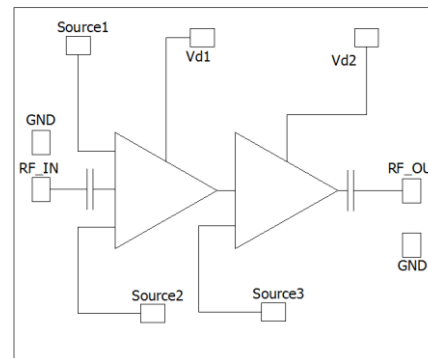 Source1
Vd1
Vd2
GND
RF_IN
RF_OU
GND
Source2
Source3